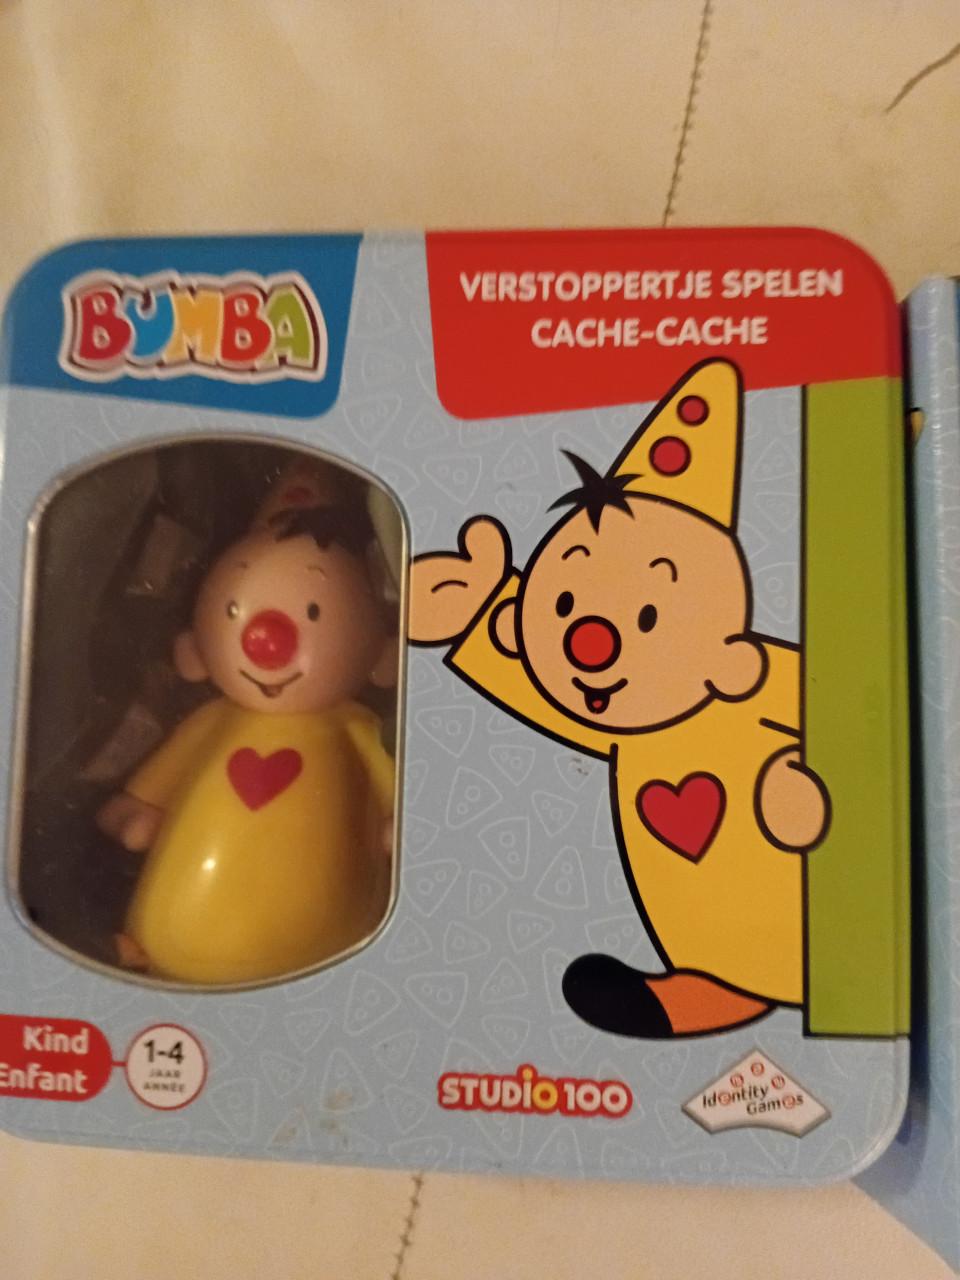 BUMBA
VERSTOPPERTJE SPELEN
CACHE-CACHE
Kind
Enfant
1-4
JAAR
ANNÉE
STUDIO 100
Identity
Games